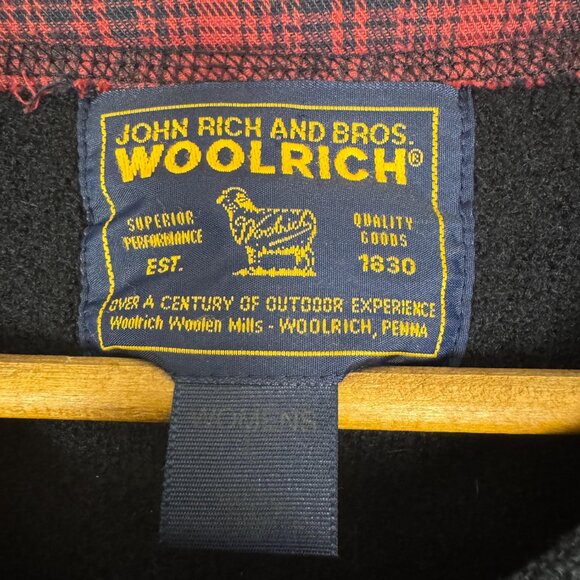 JOHN RICH AND BROS.
WOOLRICH®
SUPERIOR
PERFORMANCE
EST.
Woolrich
QUALITY
GOODS
1830
OVER A CENTURY OF OUTDOOR EXPERIENCE
Woolrich Woolen Mills - WOOLRICH, PENNA
WOMENS